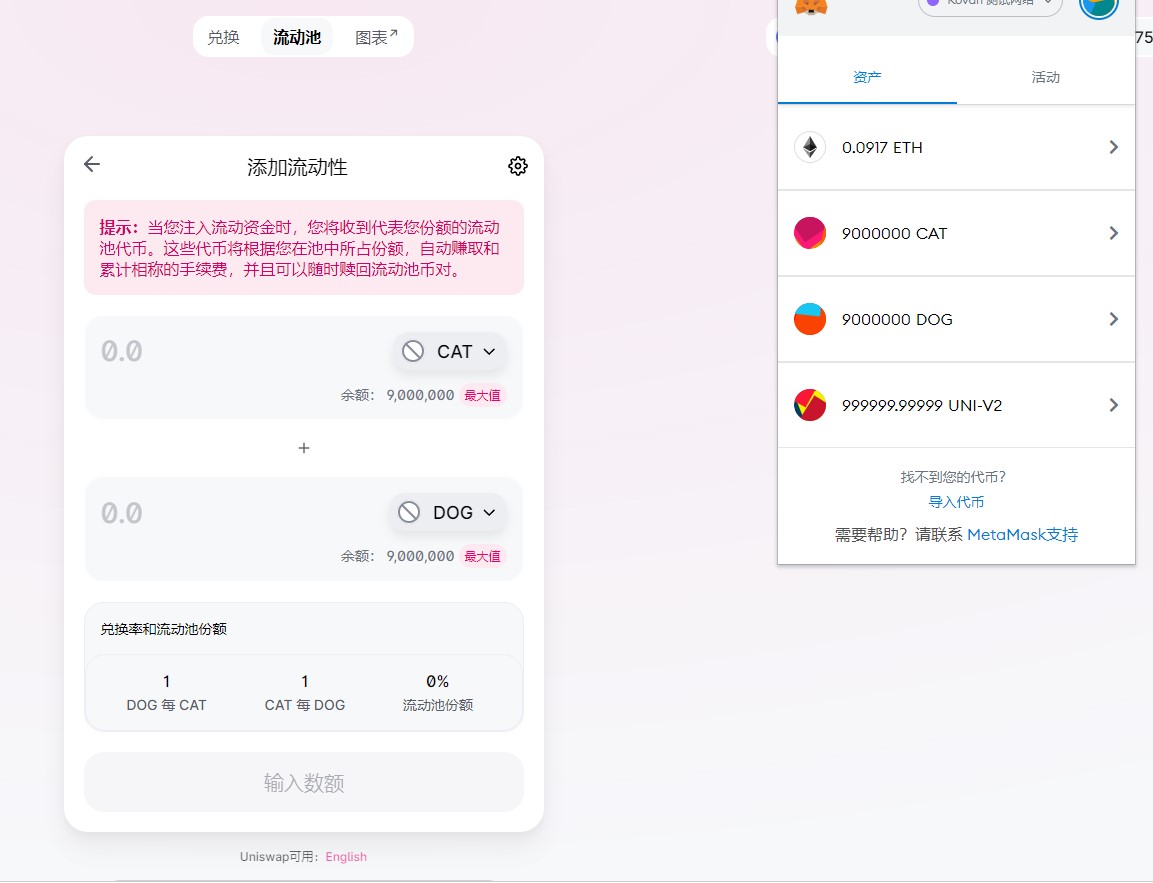 兑换
流动池
图表↗
Kovan 测试网络
75
添加流动性
提示：当您注入流动资金时，您将收到代表您份额的流动
池代币。这些代币将根据您在池中所占份额，自动赚取和
累计相称的手续费，并且可以随时赎回流动池币对。
0.0
CAT
余额： 9,000,000 最大值
+
0.0
DOG
余额： 9,000,000 最大值
兑换率和流动池份额
1
DOG 每 CAT
1
CAT 每 DOG
0%
流动池份额
输入数额
Uniswap可用：English
资产
活动
0.0917 ETH
9000000 CAT
9000000 DOG
999999.99999 UNI-V2
找不到您的代币？
导入代币
需要帮助？请联系 MetaMask支持